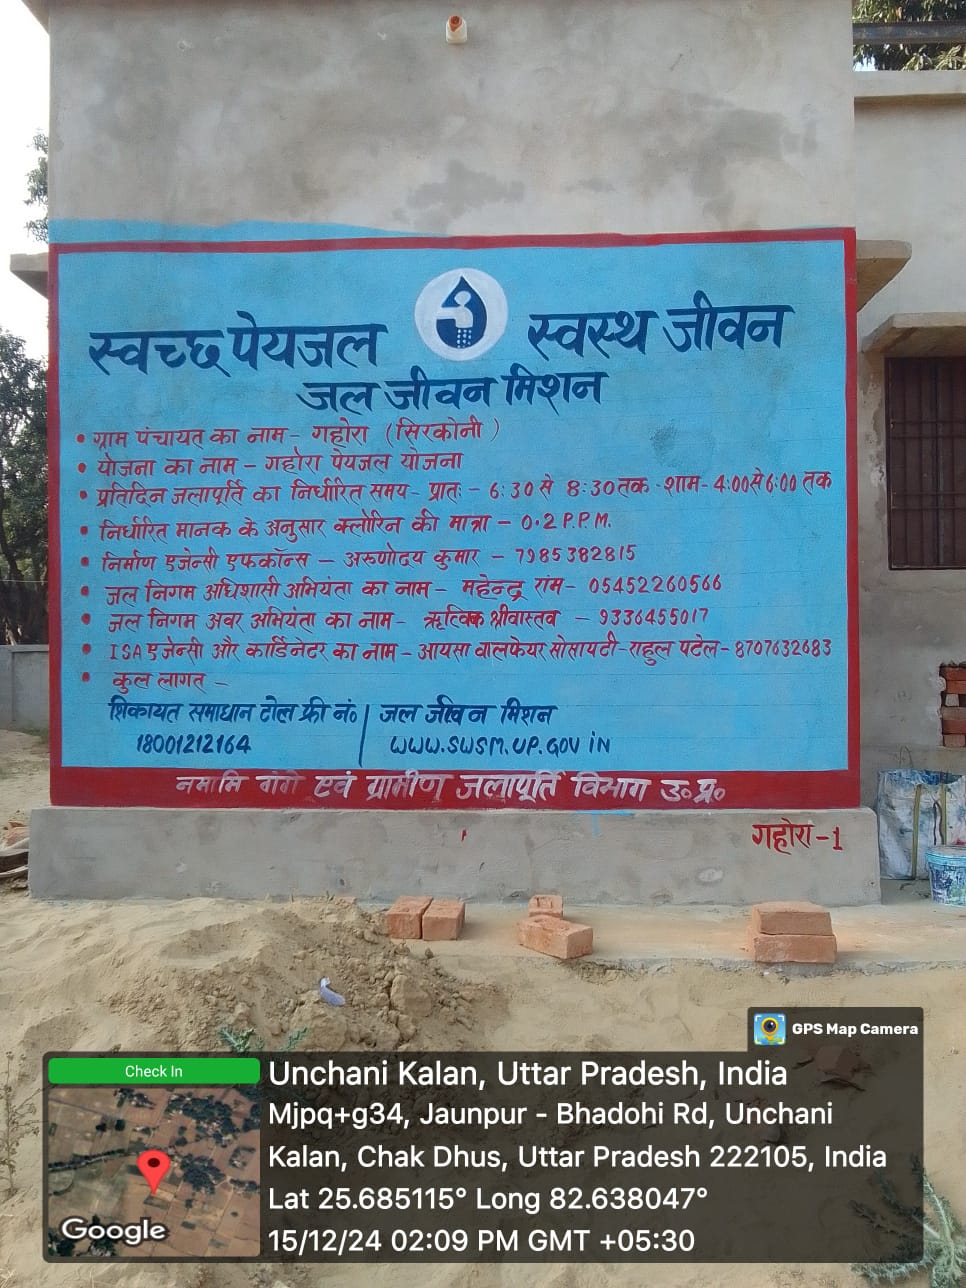 स्वच्छ पेयजल स्वस्थ जीवन
जल जीवन मिशन
• ग्राम पंचायत का नाम - गहोरा (सिरकोनी)
• योजना का नाम - गहोरा पेयजल योजना
• प्रतिदिन जलापूर्ति का निर्धारित समय - प्रातः - 6:30 से 8:30 तक - शाम - 4:00 से 6:00 तक
• निर्धारित मानक के अनुसार क्लोरिन की मात्रा - 0.2 P.P.M.
• निर्माण एजेन्सी एफकॉन्स - अरुणोदय कुमार - 7985382815
• जल निगम अधिशासी अभियंता का नाम - महेन्द्र राम - 05452260566
• जल निगम अवर अभियंता का नाम - ऋत्विक श्रीवास्तव - 9336455017
• ISA एजेन्सी और कार्डिनेटर का नाम - आयसा वालफेयर सोसायटी - राहुल पटेल - 8707632683
• कुल लागत -
शिकायत समाधान टोल फ्री नं० | जल जीवन मिशन
18001212164 | WWW.SWSM.UP.GOV iN
नमामि गंगे एवं ग्रामीण जलापूर्ति विभाग उ० प्र०
गहोरा-1
GPS Map Camera
Check In
Unchani Kalan, Uttar Pradesh, India
Mjpq+g34, Jaunpur - Bhadohi Rd, Unchani
Kalan, Chak Dhus, Uttar Pradesh 222105, India
Lat 25.685115° Long 82.638047°
15/12/24 02:09 PM GMT +05:30
Google